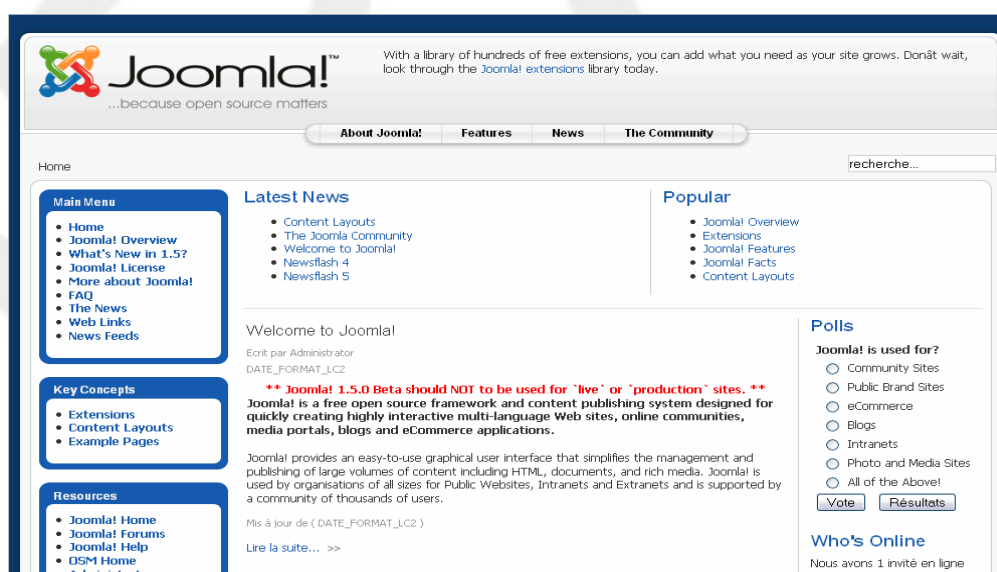 Joomla!™
...because open source matters
With a library of hundreds of free extensions, you can add what you need as your site grows. Donât wait,
look through the Joomla! extensions library today.
About Joomla! Features News The Community
Home
recherche...
Main Menu
Home
Joomla! Overview
What's New in 1.5?
Joomla! License
More about Joomla!
FAQ
The News
Web Links
News Feeds
Key Concepts
Extensions
Content Layouts
Example Pages
Resources
Joomla! Home
Joomla! Forums
Joomla! Help
OSM Home
Latest News
Content Layouts
The Joomla Community
Welcome to Joomla!
Newsflash 4
Newsflash 5
Popular
Joomla! Overview
Extensions
Joomla! Features
Joomla! Facts
Content Layouts
Welcome to Joomla!
Ecrit par Administrator
DATE_FORMAT_LC2
** Joomla! 1.5.0 Beta should NOT to be used for `live` or `production` sites. **
Joomla! is a free open source framework and content publishing system designed for
quickly creating highly interactive multi-language Web sites, online communities,
media portals, blogs and eCommerce applications.
Joomla! provides an easy-to-use graphical user interface that simplifies the management and
publishing of large volumes of content including HTML, documents, and rich media. Joomla! is
used by organisations of all sizes for Public Websites, Intranets and Extranets and is supported by
a community of thousands of users.
Mis à jour de ( DATE_FORMAT_LC2 )
Lire la suite... >>
Polls
Joomla! is used for?
Community Sites
Public Brand Sites
eCommerce
Blogs
Intranets
Photo and Media Sites
All of the Above!
Vote Résultats
Who's Online
Nous avons 1 invité en ligne